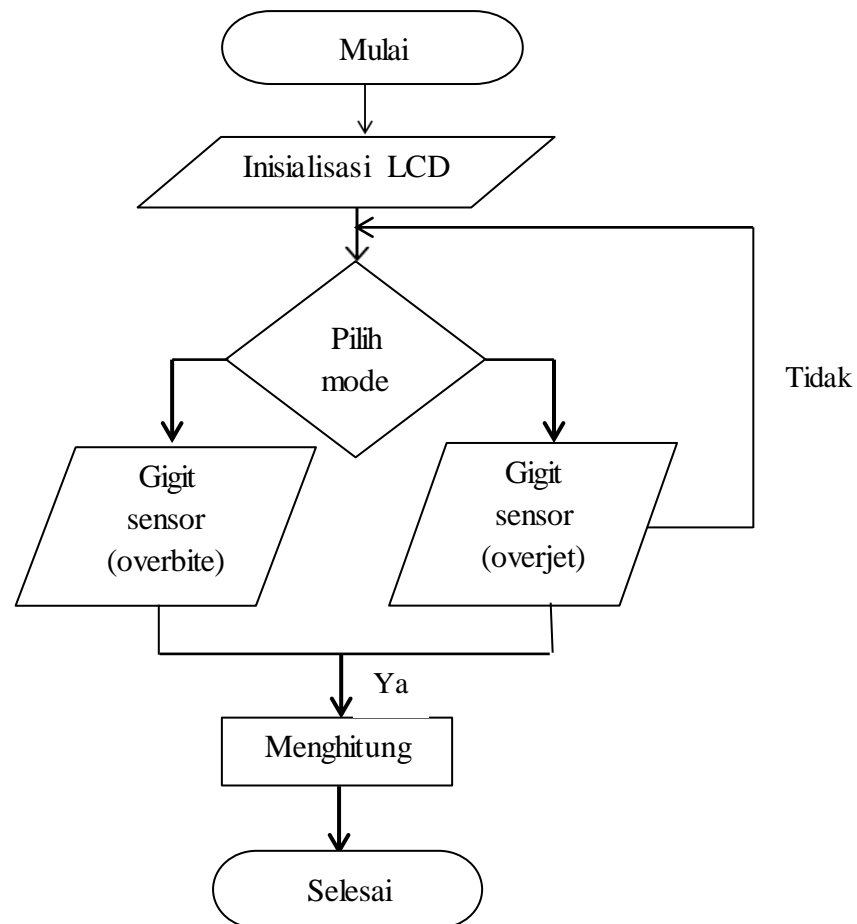 Mulai
Inisialisasi LCD
Pilih
mode
Tidak
Gigit
sensor
(overbite)
Gigit
sensor
(overjet)
Ya
Menghitung
Selesai